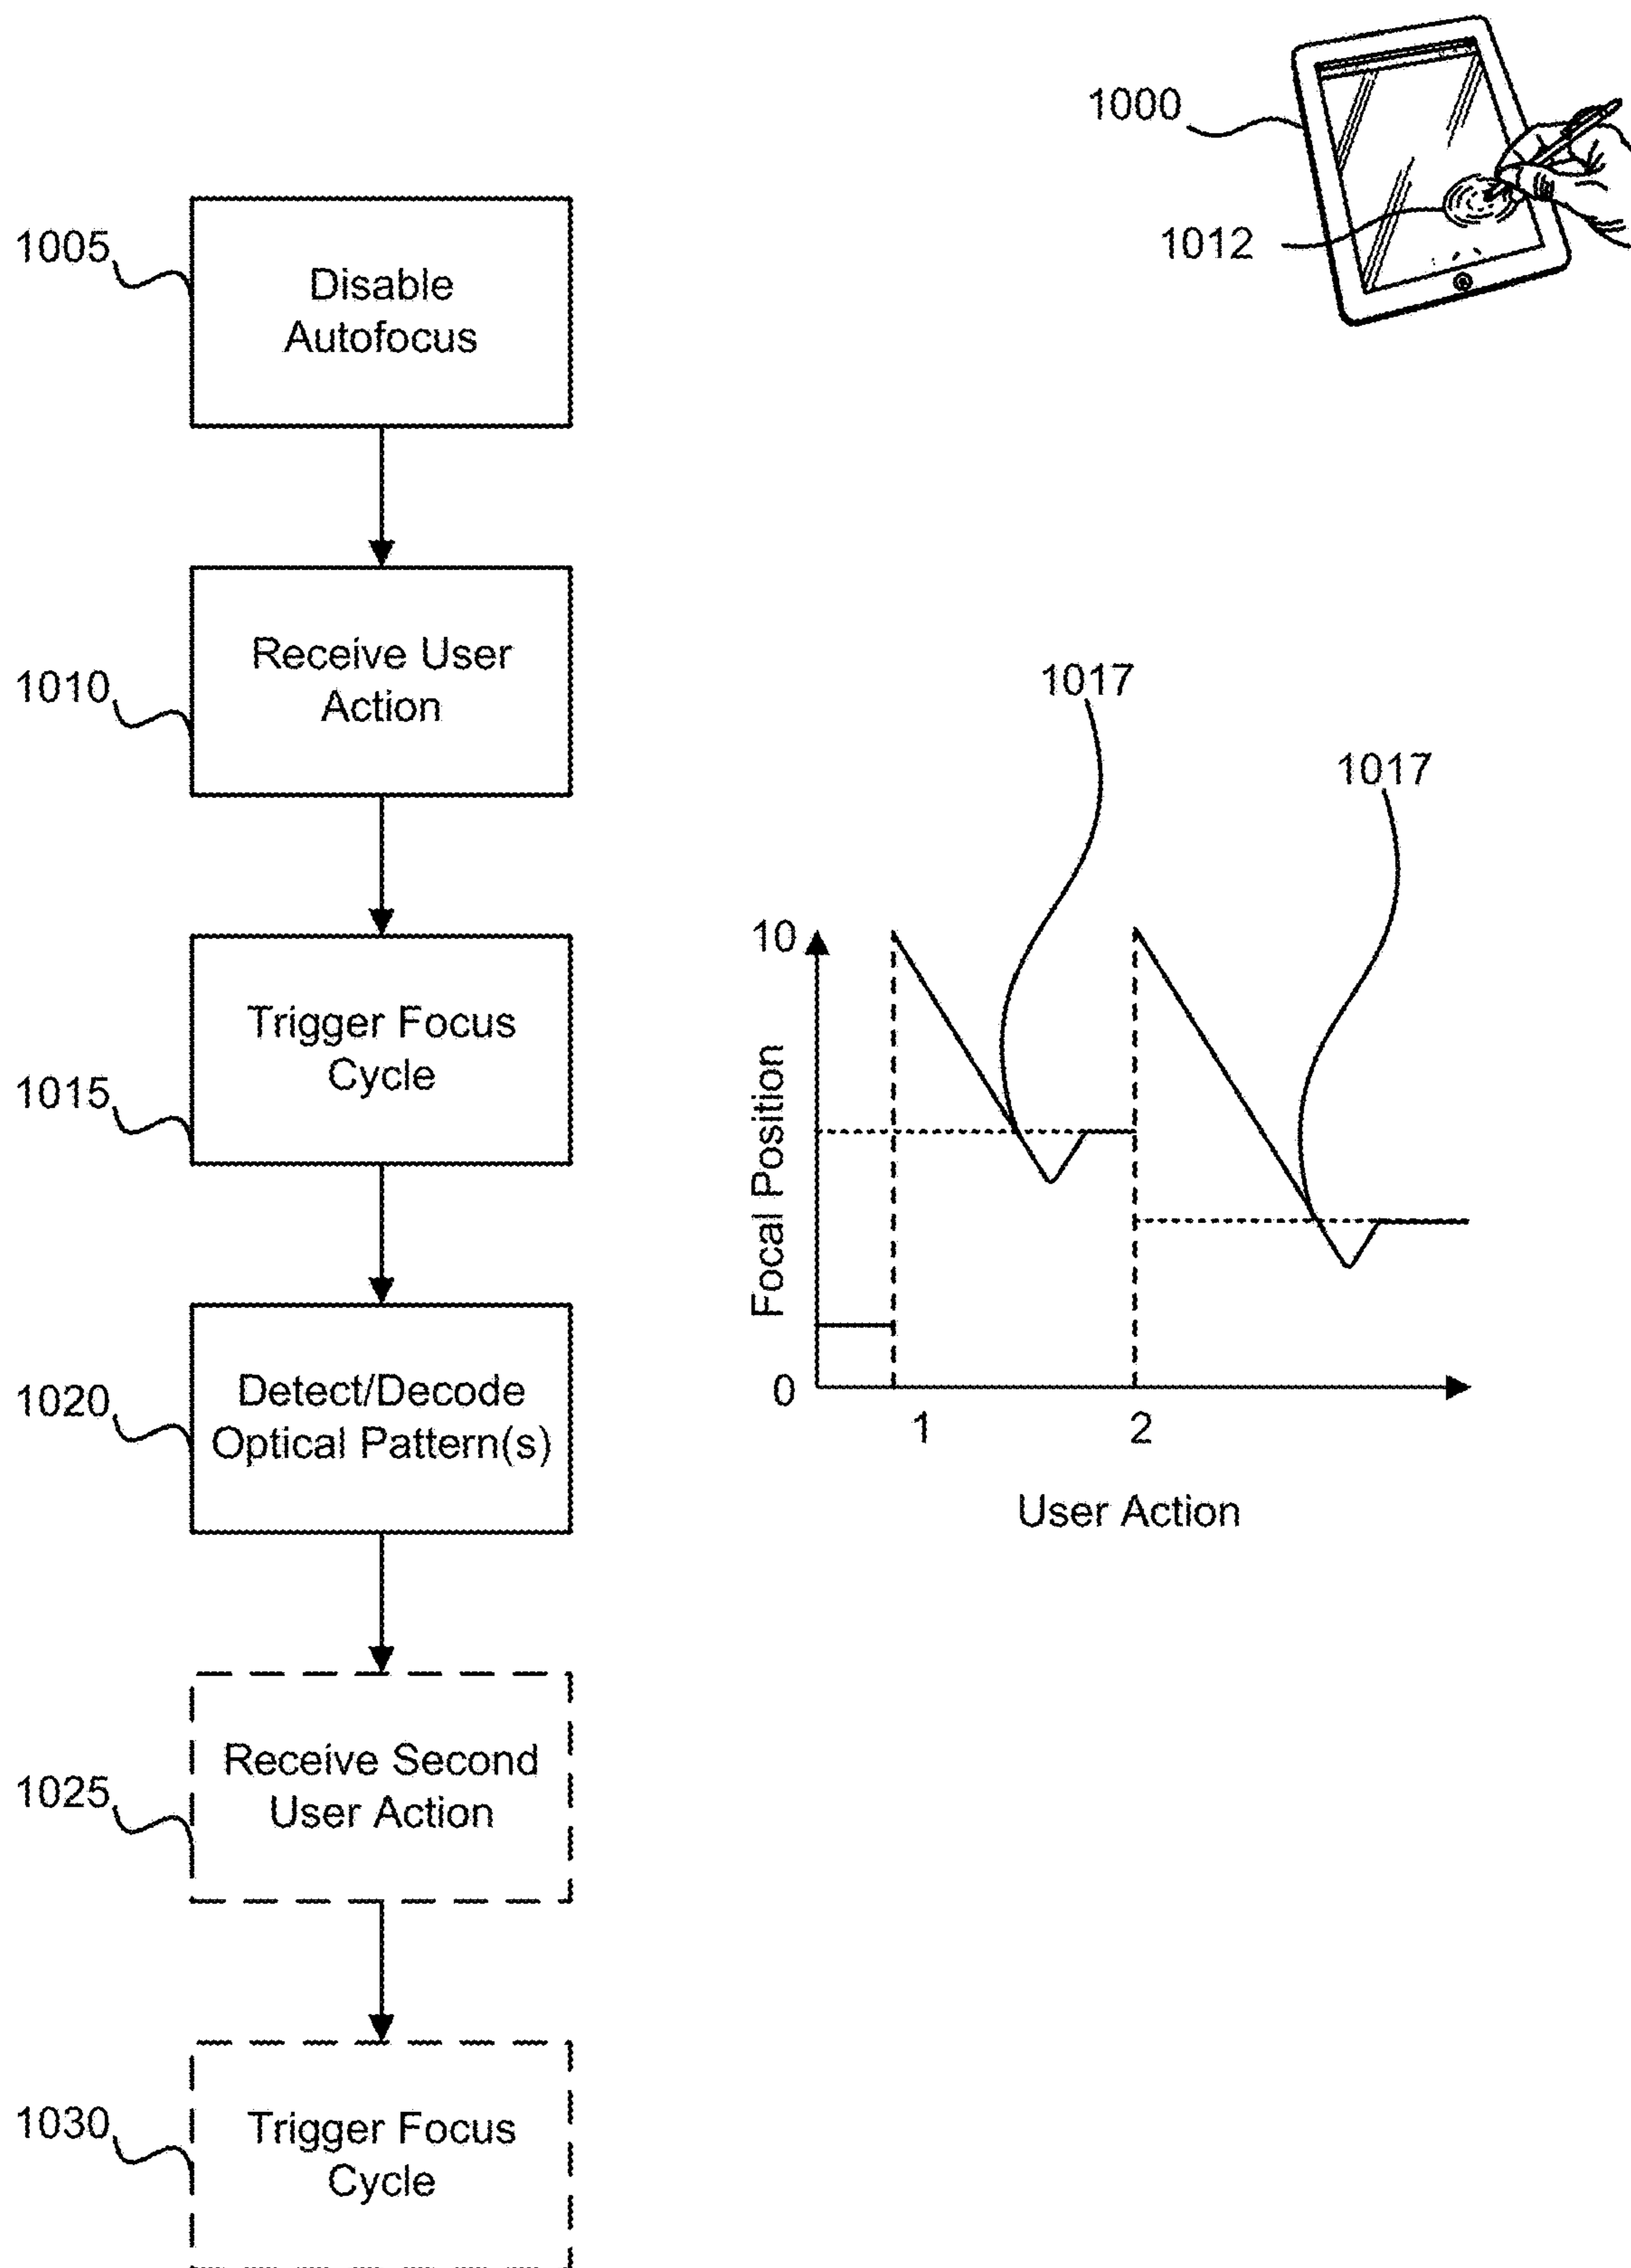 1000
1012
1005
Disable
Autofocus
1010
Receive User
Action
1015
Trigger Focus
Cycle
1020
Detect/Decode
Optical Pattern(s)
1025
Receive Second
User Action
1030
Trigger Focus
Cycle
1017
1017
10
Focal Position
0
1
2
User Action